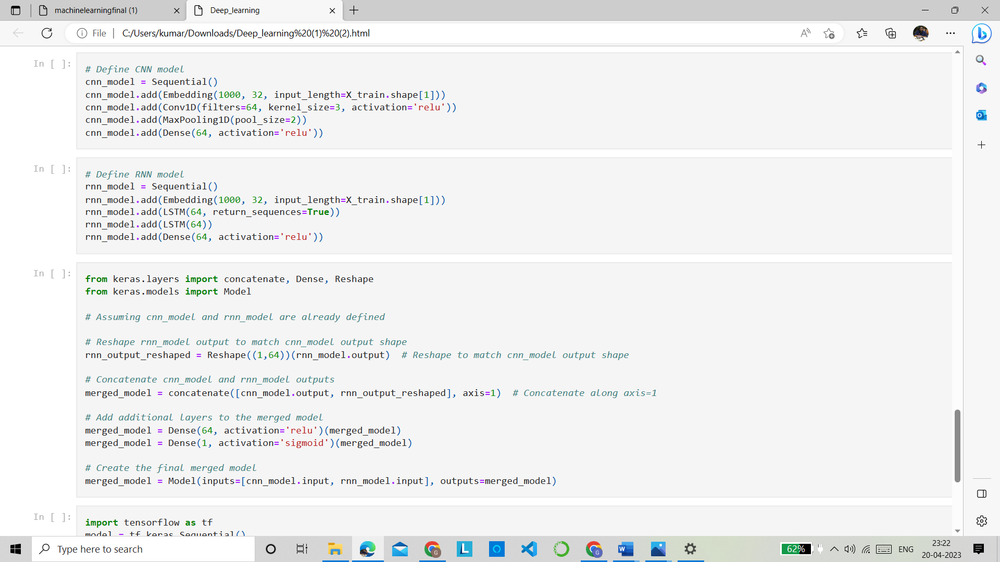 machinelearningfinal (1)
Deep_learning
File
C:/Users/kumar/Downloads/Deep_learning%20(1)%20(2).html
In [ ]:
# Define CNN model
cnn_model = Sequential()
cnn_model.add(Embedding(1000, 32, input_length=X_train.shape[1]))
cnn_model.add(Conv1D(filters=64, kernel_size=3, activation='relu'))
cnn_model.add(MaxPooling1D(pool_size=2))
cnn_model.add(Dense(64, activation='relu'))
In [ ]:
# Define RNN model
rnn_model = Sequential()
rnn_model.add(Embedding(1000, 32, input_length=X_train.shape[1]))
rnn_model.add(LSTM(64, return_sequences=True))
rnn_model.add(LSTM(64))
rnn_model.add(Dense(64, activation='relu'))
In [ ]:
from keras.layers import concatenate, Dense, Reshape
from keras.models import Model
# Assuming cnn_model and rnn_model are already defined
# Reshape rnn_model output to match cnn_model output shape
rnn_output_reshaped = Reshape((1,64))(rnn_model.output)  # Reshape to match cnn_model output shape
# Concatenate cnn_model and rnn_model outputs
merged_model = concatenate([cnn_model.output, rnn_output_reshaped], axis=1)  # Concatenate along axis=1
# Add additional layers to the merged model
merged_model = Dense(64, activation='relu')(merged_model)
merged_model = Dense(1, activation='sigmoid')(merged_model)
# Create the final merged model
merged_model = Model(inputs=[cnn_model.input, rnn_model.input], outputs=merged_model)
In [ ]:
import tensorflow as tf
model = tf.keras.Sequential()
Type here to search
62%
ENG
23:22
20-04-2023